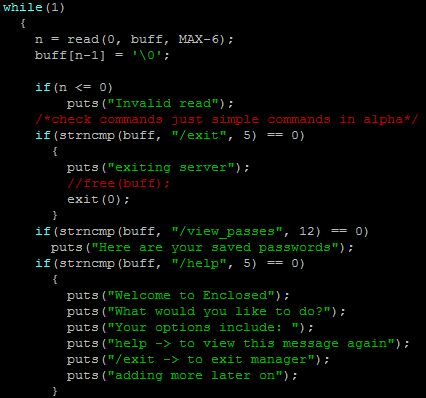 while(1)
{
n = read(0, buff, MAX-6);
buff[n-1] = '\0';
if(n <= 0)
puts("Invalid read");
/*check commands just simple commands in alpha*/
if(strncmp(buff, "/exit", 5) == 0)
{
puts("exiting server");
//free(buff);
exit(0);
}
if(strncmp(buff, "/view_passes", 12) == 0)
puts("Here are your saved passwords");
if(strncmp(buff, "/help", 5) == 0)
{
puts("Welcome to Enclosed");
puts("What would you like to do?");
puts("Your options include: ");
puts("help -> to view this message again");
puts("/exit -> to exit manager");
puts("adding more later on");
}